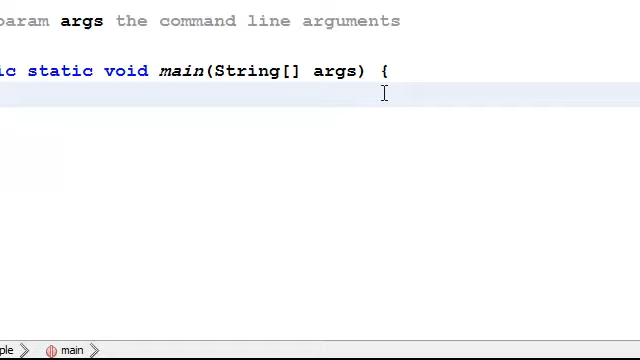 param args the command line arguments
ic static void main(String[] args) {
ple > main >